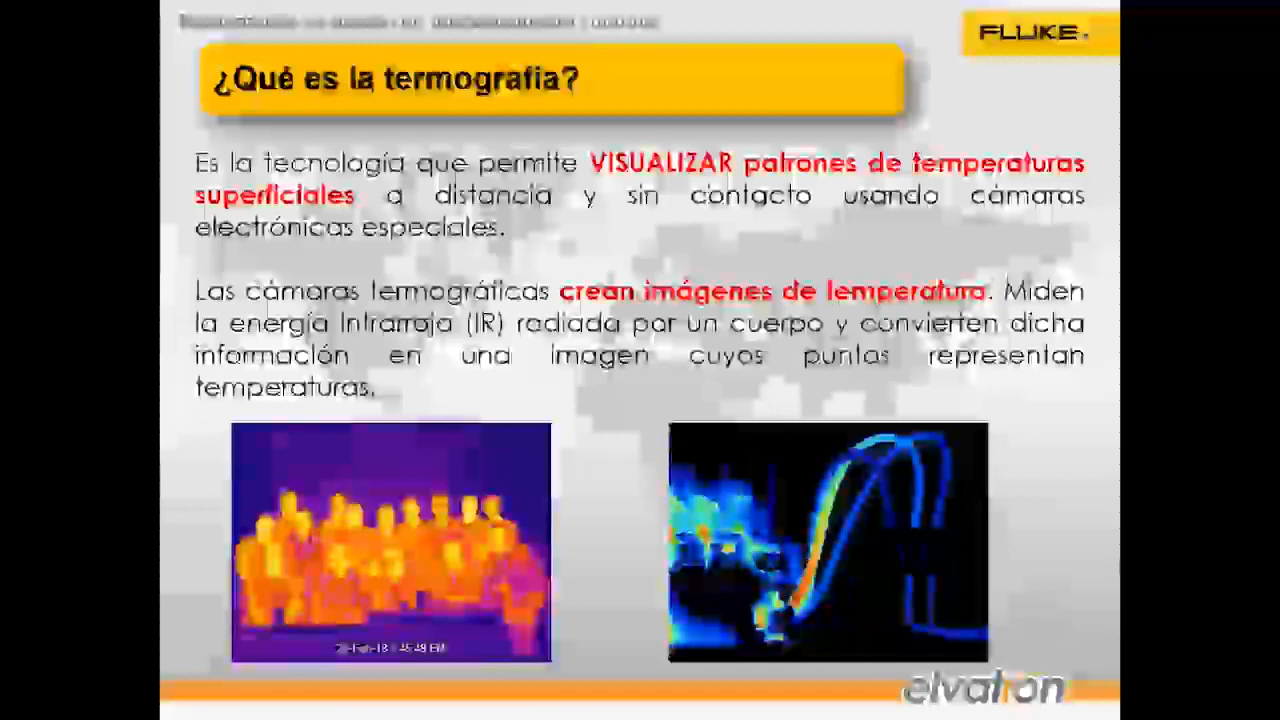 FLUKE.
¿Qué es la termografia?
Es la tecnología que permite VISUALIZAR patrones de temperaturas
superficiales a distancia y sin contacto usando cámaras
electrónicas especiales.
Las cámaras termográficas crean imágenes de temperatura. Miden
la energía Infrarroja (IR) radiada por un cuerpo y convierten dicha
información en una imagen cuyos puntos representan
temperaturas.
elvatron